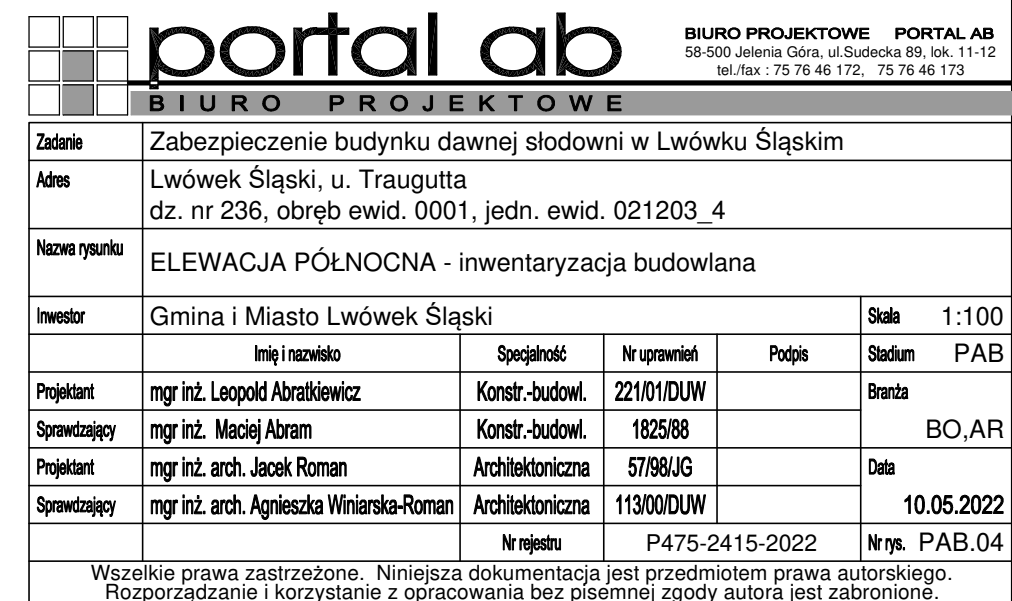 portal ab
BIURO PROJEKTOWE
BIURO PROJEKTOWE PORTAL AB
58-500 Jelenia Góra, ul.Sudecka 89, lok. 11-12
tel./fax : 75 76 46 172, 75 76 46 173
Zadanie Zabezpieczenie budynku dawnej słodowni w Lwówku Śląskim
Adres Lwówek Śląski, u. Traugutta
dz. nr 236, obręb ewid. 0001, jedn. ewid. 021203_4
Nazwa rysunku ELEWACJA PÓŁNOCNA - inwentaryzacja budowlana
Inwestor Gmina i Miasto Lwówek Śląski Skala 1:100
Imię i nazwisko Specjalność Nr uprawnień Podpis Stadium PAB
Projektant mgr inż. Leopold Abratkiewicz Konstr.-budowl. 221/01/DUW Branża
Sprawdzający mgr inż. Maciej Abram Konstr.-budowl. 1825/88 BO,AR
Projektant mgr inż. arch. Jacek Roman Architektoniczna 57/98/JG Data
Sprawdzający mgr inż. arch. Agnieszka Winiarska-Roman Architektoniczna 113/00/DUW 10.05.2022
Nr rejestru P475-2415-2022 Nr rys. PAB.04
Wszelkie prawa zastrzeżone. Niniejsza dokumentacja jest przedmiotem prawa autorskiego.
Rozporządzanie i korzystanie z opracowania bez pisemnej zgody autora jest zabronione.